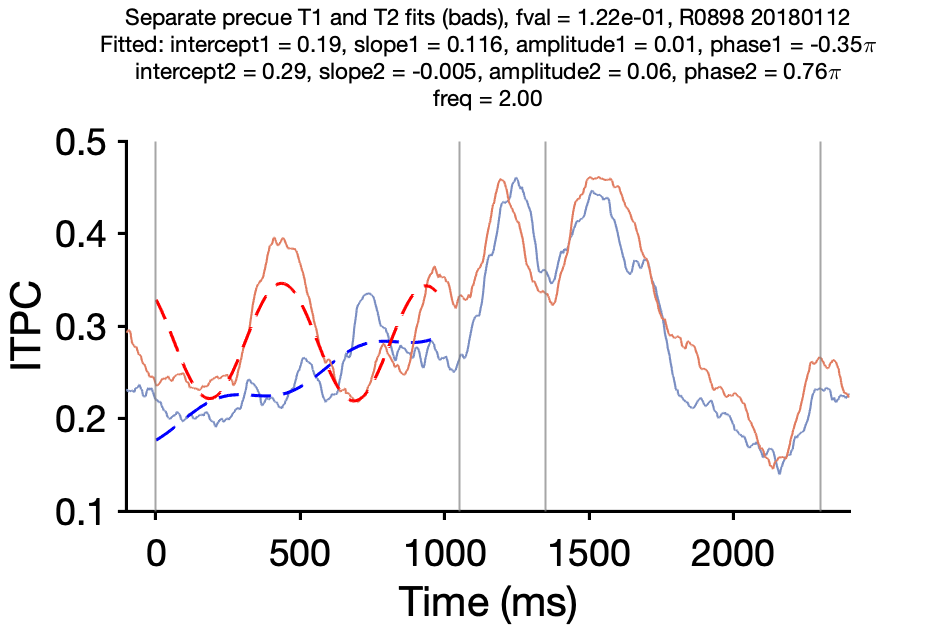 Separate precue T1 and T2 fits (bads), fval = 1.22e-01, R0898 20180112
Fitted: intercept1 = 0.19, slope1 = 0.116, amplitude1 = 0.01, phase1 = -0.35π
intercept2 = 0.29, slope2 = -0.005, amplitude2 = 0.06, phase2 = 0.76π
freq = 2.00
0.5
0.4
0.3
0.2
0.1
ITPC
0 500 1000 1500 2000
Time (ms)